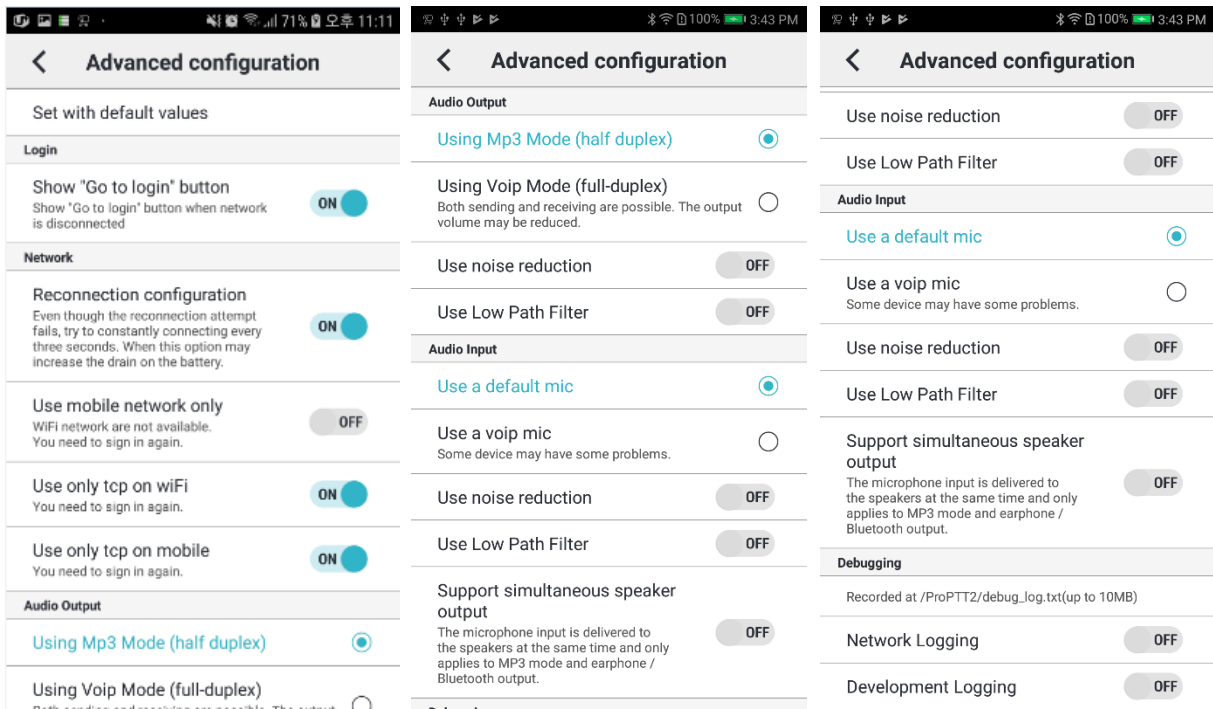 71% 오후 11:11
Advanced configuration
Set with default values
Login
Show "Go to login" button
Show "Go to login" button when network
is disconnected
ON
Network
Reconnection configuration
Even though the reconnection attempt
fails, try to constantly connecting every
three seconds. When this option may
increase the drain on the battery.
ON
Use mobile network only
WiFi network are not available.
You need to sign in again.
OFF
Use only tcp on wiFi
You need to sign in again.
ON
Use only tcp on mobile
You need to sign in again.
ON
Audio Output
Using Mp3 Mode (half duplex)
Using Voip Mode (full-duplex)
Both sending and receiving are possible. The output
100% 3:43 PM
Advanced configuration
Audio Output
Using Mp3 Mode (half duplex)
Using Voip Mode (full-duplex)
Both sending and receiving are possible. The output
volume may be reduced.
Use noise reduction OFF
Use Low Path Filter OFF
Audio Input
Use a default mic
Use a voip mic
Some device may have some problems.
Use noise reduction OFF
Use Low Path Filter OFF
Support simultaneous speaker
output
The microphone input is delivered to
the speakers at the same time and only
applies to MP3 mode and earphone /
Bluetooth output.
OFF
100% 3:43 PM
Advanced configuration
Use noise reduction OFF
Use Low Path Filter OFF
Audio Input
Use a default mic
Use a voip mic
Some device may have some problems.
Use noise reduction OFF
Use Low Path Filter OFF
Support simultaneous speaker
output
The microphone input is delivered to
the speakers at the same time and only
applies to MP3 mode and earphone /
Bluetooth output.
OFF
Debugging
Recorded at /ProPTT2/debug_log.txt(up to 10MB)
Network Logging OFF
Development Logging OFF